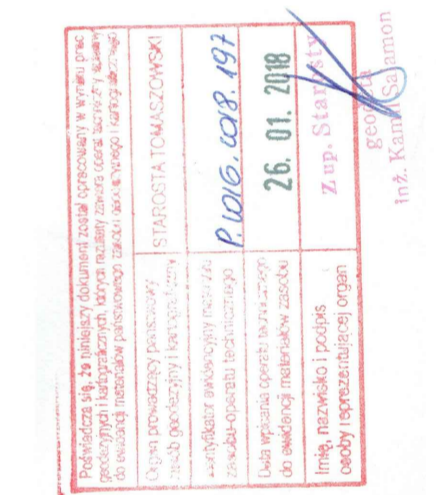 Poświadcza się, że niniejszy dokument został opracowany w wyniku prac
geodezyjnych i kartograficznych, których rezultaty zawiera operat techniczny wpisany
do ewidencji materiałów państwowego zasobu geodezyjnego i kartograficznego
Organ prowadzący państwowy
zasób geodezyjny i kartograficzny
STAROSTA TOMASZOWSKI
identyfikator ewidencyjny materiału
zasobu-operatu technicznego
P.1016.2018.197
Data wpisania operatu technicznego
do ewidencji materiałów zasobu
26. 01. 2018
Imię, nazwisko i podpis
osoby reprezentującej organ
Z up. Starosty
geodeta
inż. Kamil Salamon